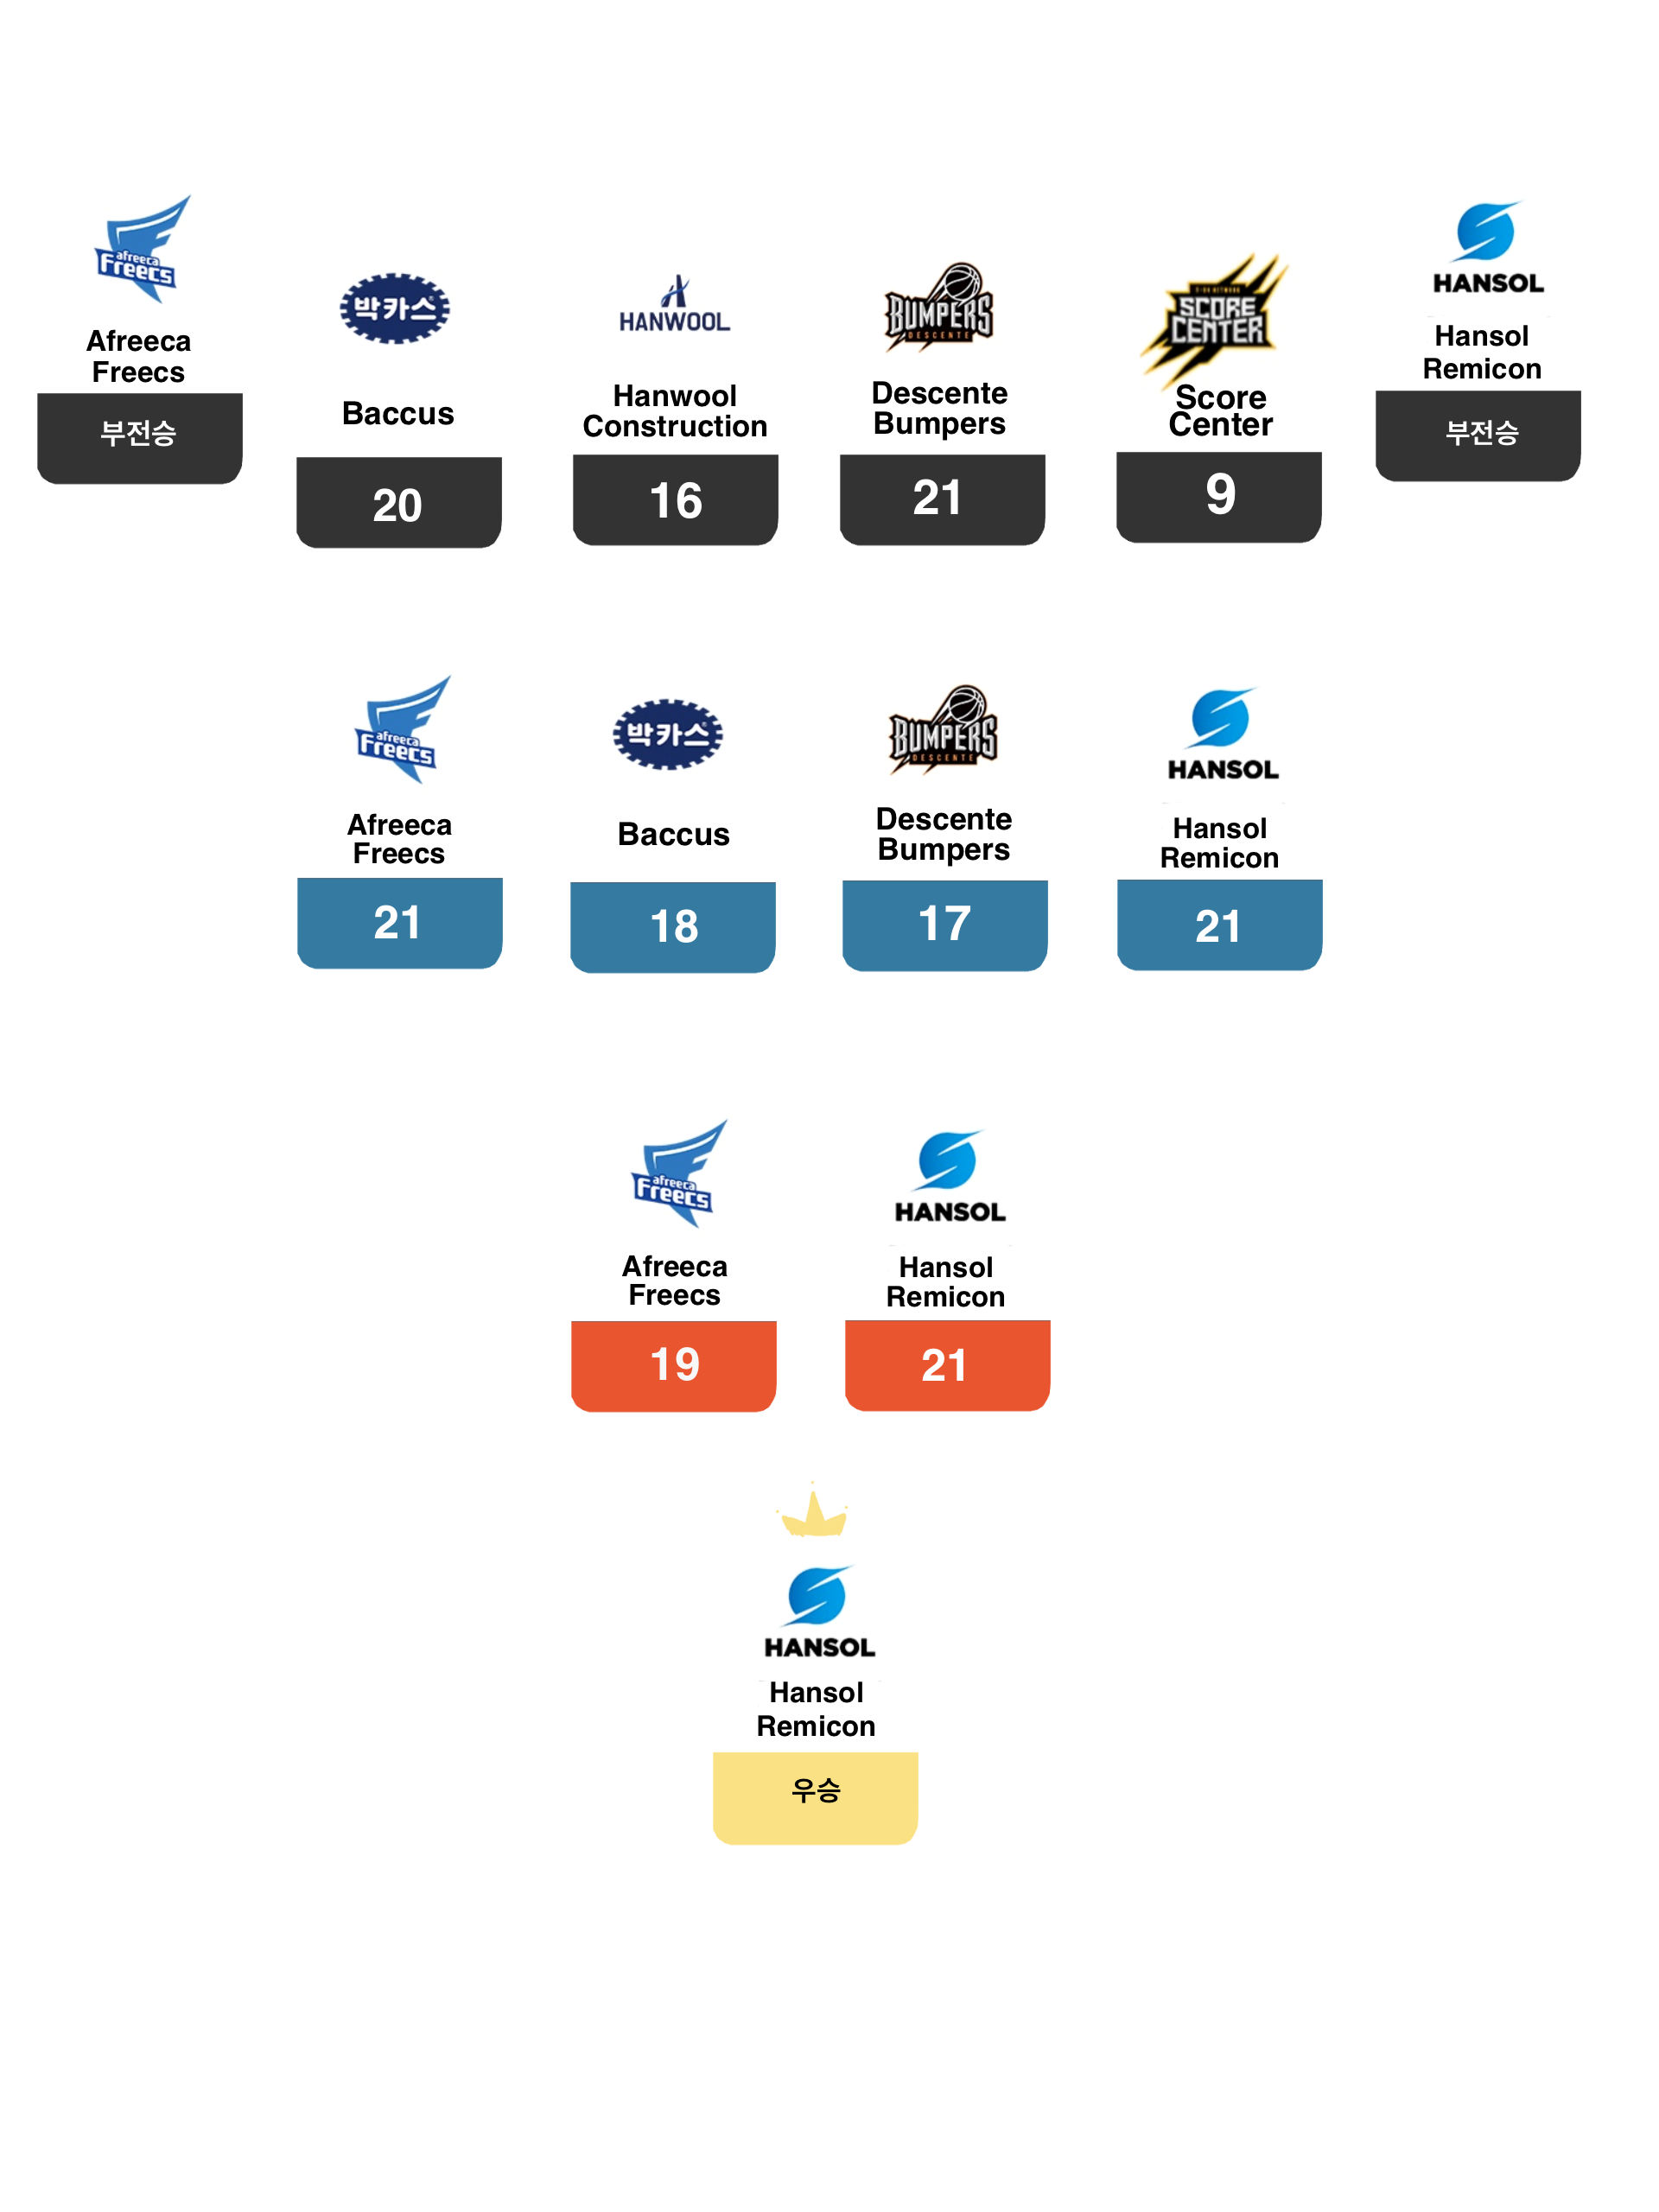 afreeca
Freecs
Afreeca
Freecs
부전승
박카스
Baccus
20
HANWOOL
Hanwool
Construction
16
BUMPERS
DESCENTE
Descente
Bumpers
21
SCORE
CENTER
Score
Center
9
HANSOL
Hansol
Remicon
부전승
afreeca
Freecs
Afreeca
Freecs
21
박카스
Baccus
18
BUMPERS
DESCENTE
Descente
Bumpers
17
HANSOL
Hansol
Remicon
21
afreeca
Freecs
Afreeca
Freecs
19
HANSOL
Hansol
Remicon
21
HANSOL
Hansol
Remicon
우승